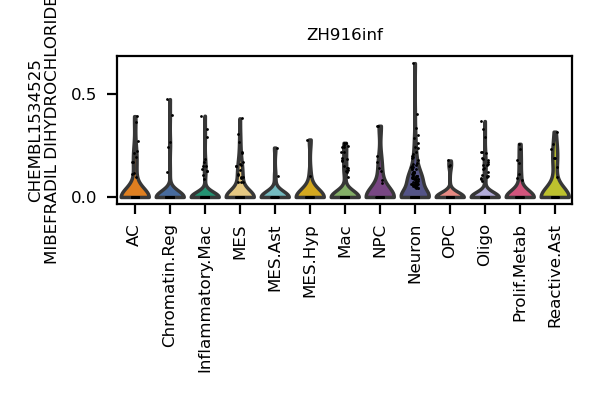 ZH916inf
CHEMBL1534525
MIBEFRADIL DIHYDROCHLORIDE
0.5
0.0
AC
Chromatin.Reg
Inflammatory.Mac
MES
MES.Ast
MES.Hyp
Mac
NPC
Neuron
OPC
Oligo
Prolif.Metab
Reactive.Ast